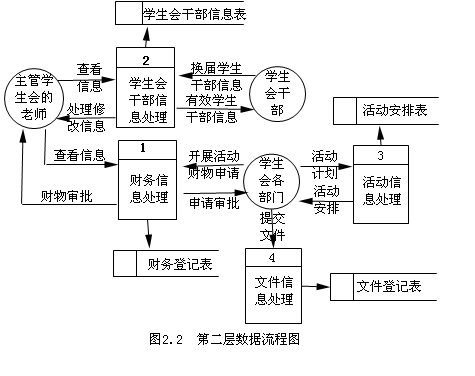 学生会干部信息表
2
学生会
干部信
息处理
查看
信息
处理修
改信息
换届学生
干部信息
有效学生
干部信息
主管学
生会的
老师
学生
会干
部
活动安排表
查看信息
财物审批
1
财务信
息处理
开展活动
财物申请
申请审批
学生
会各
部门
活动
计划
活动
安排
3
活动信
息处理
提交
文件
财务登记表
4
文件信
息处理
文件登记表
图2.2 第二层数据流程图